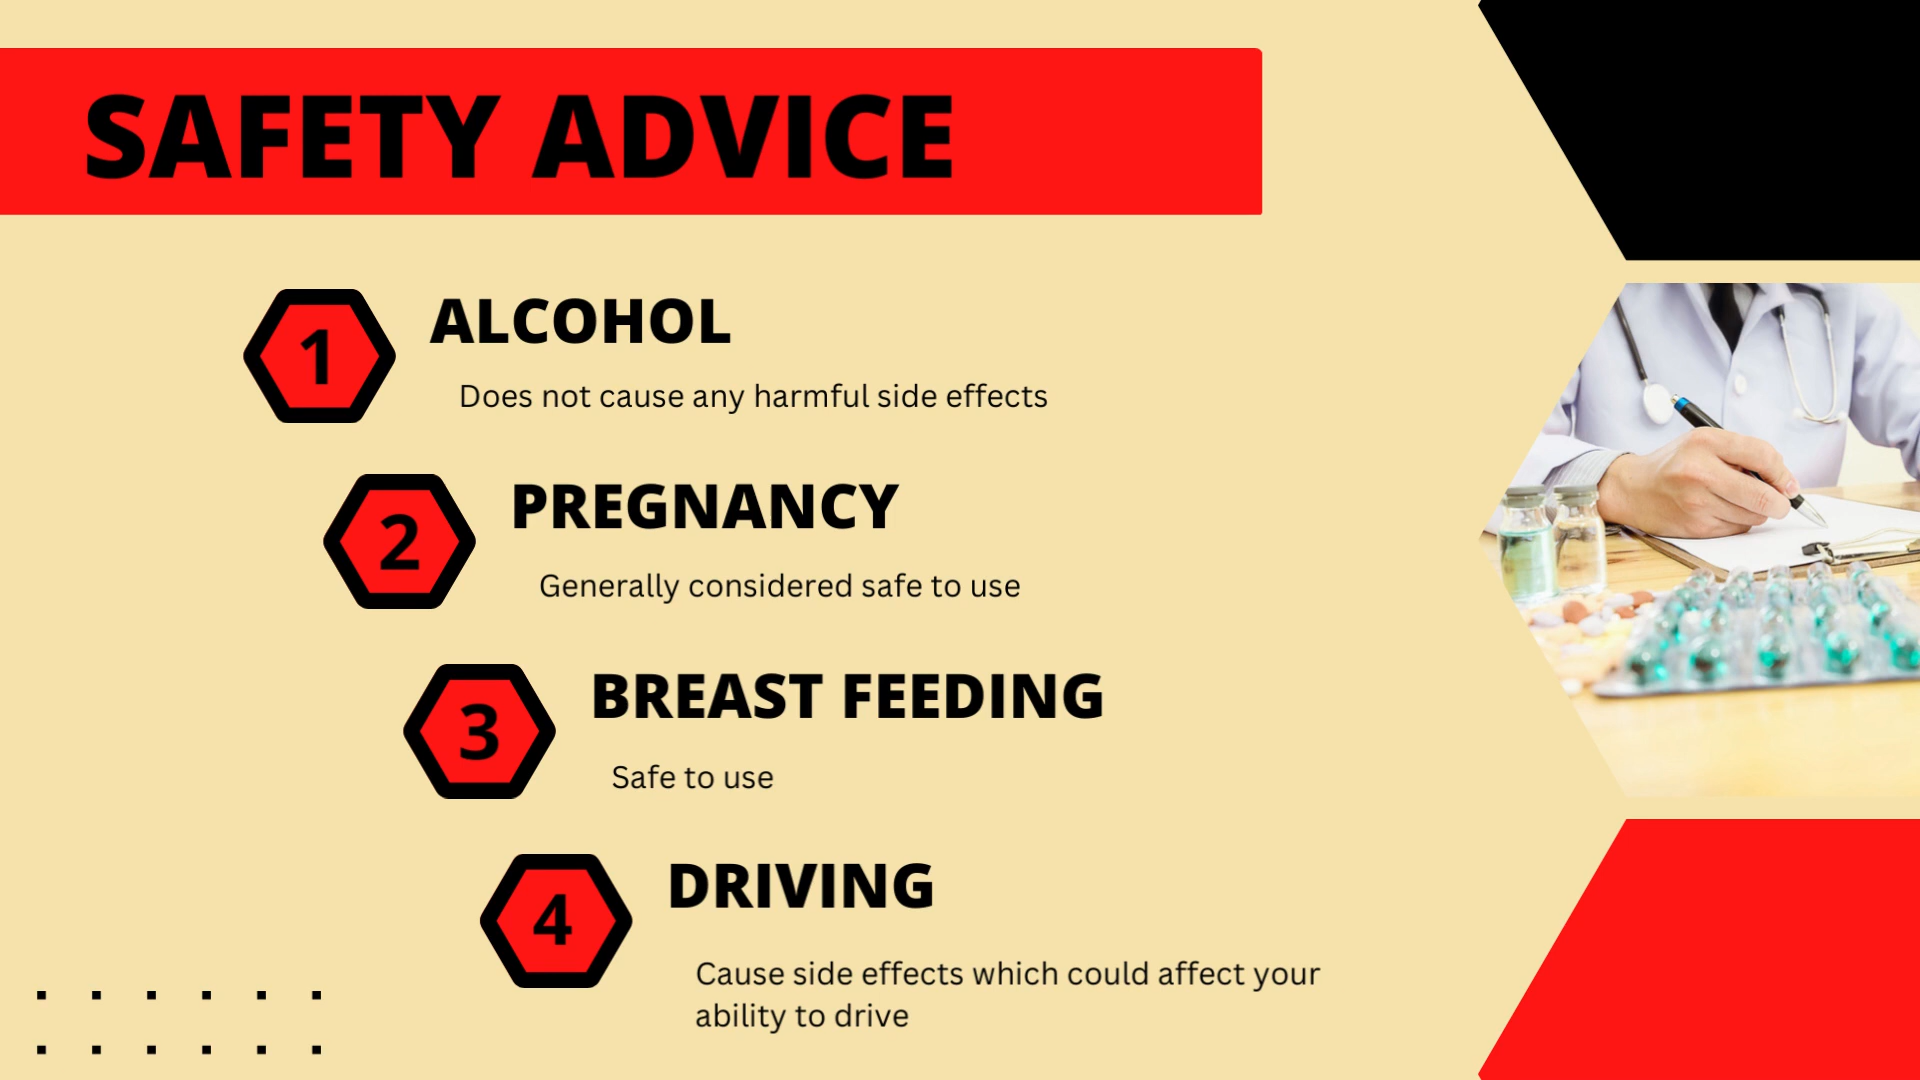 SAFETY ADVICE
1
ALCOHOL
Does not cause any harmful side effects
2
PREGNANCY
Generally considered safe to use
3
BREAST FEEDING
Safe to use
4
DRIVING
Cause side effects which could affect your
ability to drive